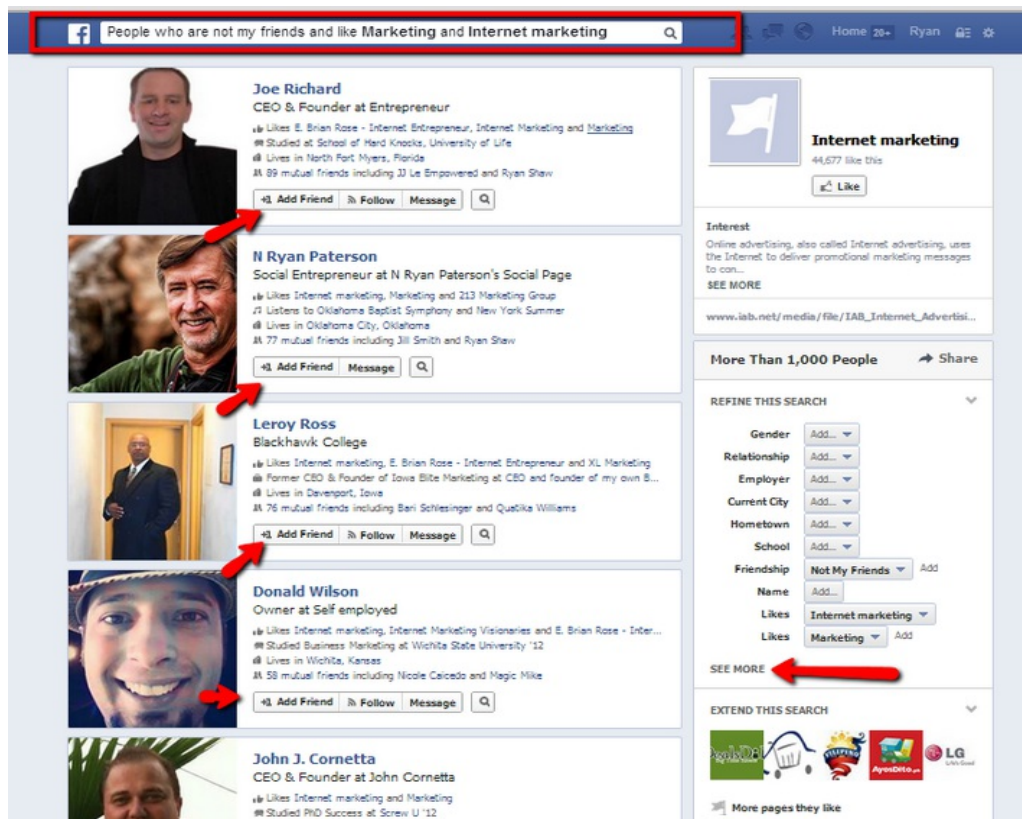 People who are not my friends and like Marketing and Internet marketing
Home 20+ Ryan
Joe Richard
CEO & Founder at Entrepreneur
Likes E. Brian Rose - Internet Entrepreneur, Internet Marketing and Marketing
Studied at School of Hard Knocks, University of Life
Lives in North Fort Myers, Florida
89 mutual friends including JJ Le Empowered and Ryan Shaw
+1 Add Friend Follow Message
N Ryan Paterson
Social Entrepreneur at N Ryan Paterson's Social Page
Likes Internet marketing, Marketing and 213 Marketing Group
Listens to Oklahoma Baptist Symphony and New York Summer
Lives in Oklahoma City, Oklahoma
77 mutual friends including Jill Smith and Ryan Shaw
+1 Add Friend Message
Leroy Ross
Blackhawk College
Likes Internet marketing, E. Brian Rose - Internet Entrepreneur and XL Marketing
Former CEO & Founder of Iowa Elite Marketing at CEO and founder of my own B...
Lives in Davenport, Iowa
76 mutual friends including Bari Schlesinger and Quatika Williams
+1 Add Friend Follow Message
Donald Wilson
Owner at Self employed
Likes Internet marketing, Internet Marketing Visionaries and E. Brian Rose - Inter...
Studied Business Marketing at Wichita State University '12
Lives in Wichita, Kansas
58 mutual friends including Nicole Caicedo and Magic Mike
+1 Add Friend Follow Message
John J. Cornetta
CEO & Founder at John Cornetta
Likes Internet marketing and Marketing
Studied PhD Success at Screw U '12
Internet marketing
44,677 like this
Like
Interest
Online advertising, also called Internet advertising, uses
the Internet to deliver promotional marketing messages
to con...
SEE MORE
www.iab.net/media/file/IAB_Internet_Advertisi...
More Than 1,000 People Share
REFINE THIS SEARCH
Gender Add...
Relationship Add...
Employer Add...
Current City Add...
Hometown Add...
School Add...
Friendship Not My Friends Add
Name Add...
Likes Internet marketing
Likes Marketing Add
SEE MORE
EXTEND THIS SEARCH
FILIPINO
AyosDito.ph
LG
Life's Good
More pages they like